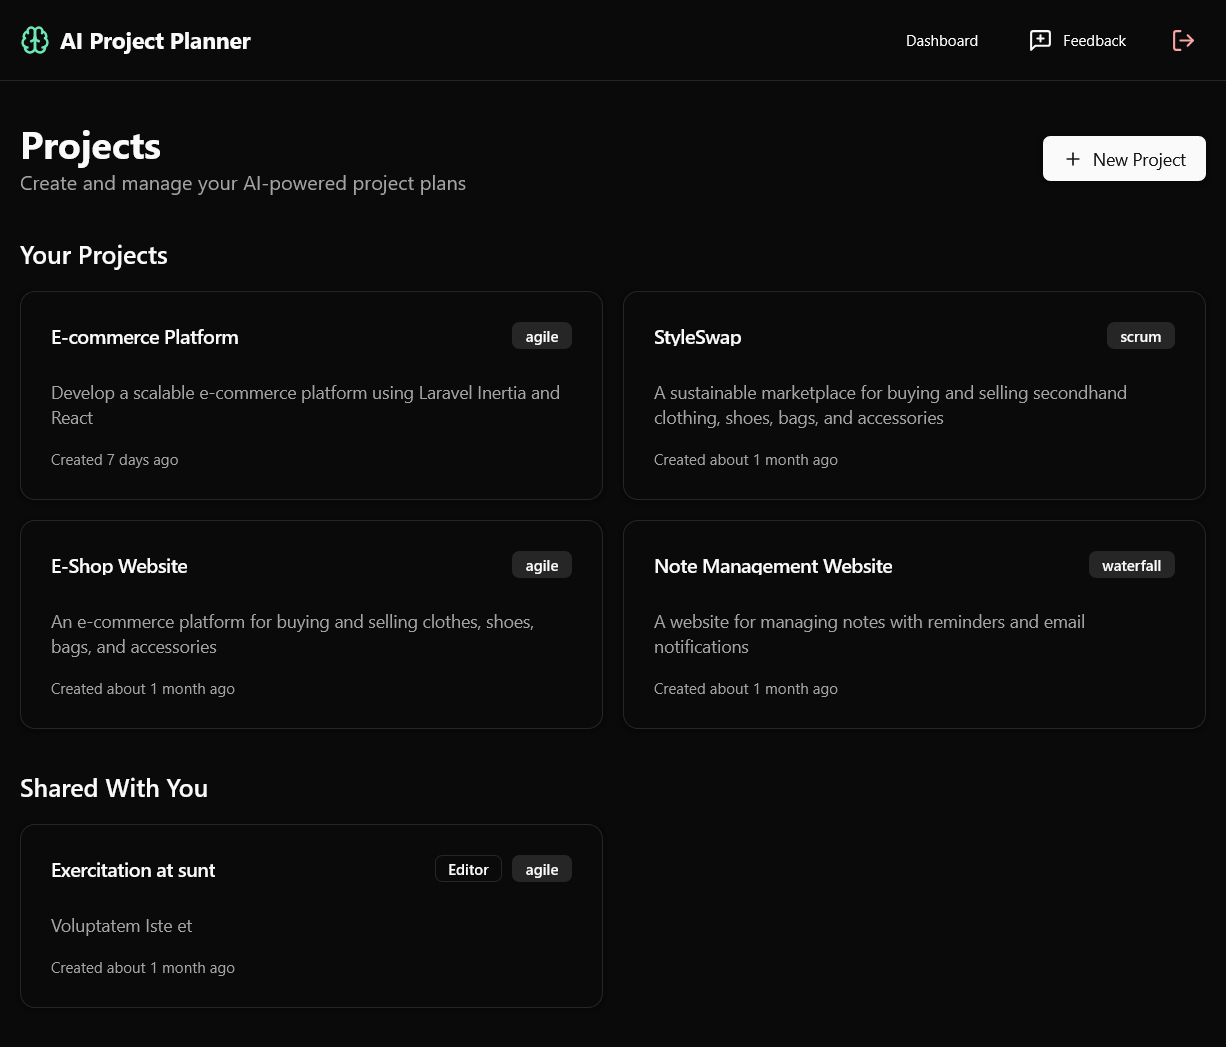 AI Project Planner
Dashboard
Feedback
Projects
Create and manage your AI-powered project plans
New Project
Your Projects
E-commerce Platform
agile
Develop a scalable e-commerce platform using Laravel Inertia and
React
Created 7 days ago
StyleSwap
scrum
A sustainable marketplace for buying and selling secondhand
clothing, shoes, bags, and accessories
Created about 1 month ago
E-Shop Website
agile
An e-commerce platform for buying and selling clothes, shoes,
bags, and accessories
Created about 1 month ago
Note Management Website
waterfall
A website for managing notes with reminders and email
notifications
Created about 1 month ago
Shared With You
Exercitation at sunt
Editor
agile
Voluptatem Iste et
Created about 1 month ago